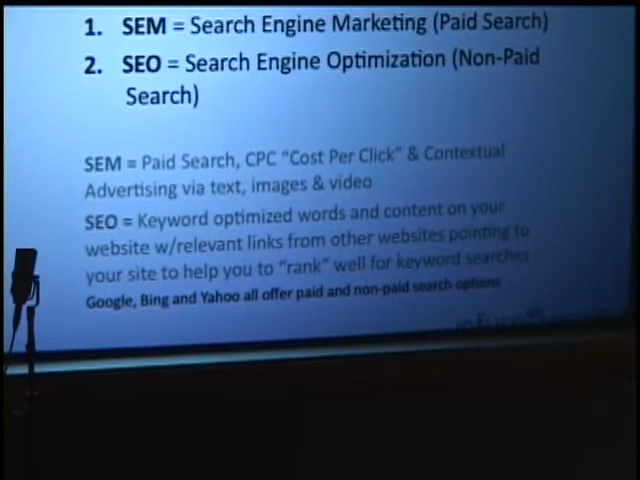 1. SEM = Search Engine Marketing (Paid Search)
2. SEO = Search Engine Optimization (Non-Paid
Search)
SEM = Paid Search, CPC "Cost Per Click" & Contextual
Advertising via text, images & video
SEO = Keyword optimized words and content on your
website w/relevant links from other websites pointing to
your site to help you to "rank" well for keyword searches
Google, Bing and Yahoo all offer paid and non-paid search options